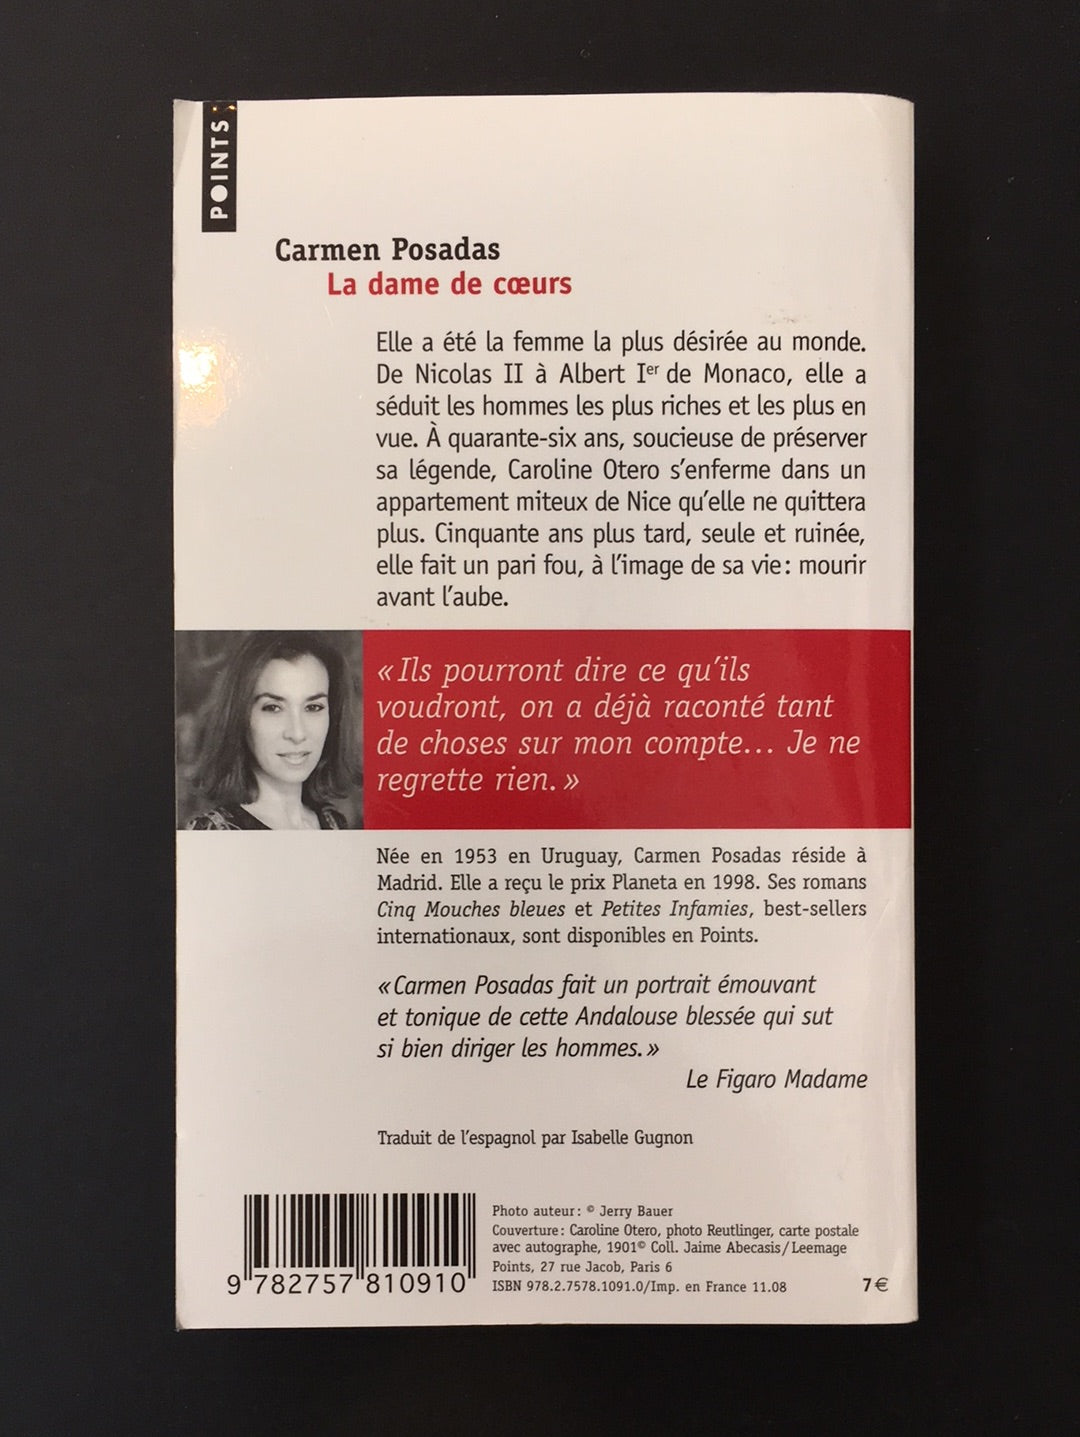 POINTS
Carmen Posadas
La dame de cœurs
Elle a été la femme la plus désirée au monde.
De Nicolas II à Albert Ier de Monaco, elle a
séduit les hommes les plus riches et les plus en
vue. À quarante-six ans, soucieuse de préserver
sa légende, Caroline Otero s’enferme dans un
appartement miteux de Nice qu’elle ne quittera
plus. Cinquante ans plus tard, seule et ruinée,
elle fait un pari fou, à l’image de sa vie : mourir
avant l’aube.
« Ils pourront dire ce qu’ils
voudront, on a déjà raconté tant
de choses sur mon compte… Je ne
regrette rien. »
Née en 1953 en Uruguay, Carmen Posadas réside à
Madrid. Elle a reçu le prix Planeta en 1998. Ses romans
Cinq Mouches bleues et Petites Infamies, best-sellers
internationaux, sont disponibles en Points.
« Carmen Posadas fait un portrait émouvant
et tonique de cette Andalouse blessée qui sut
si bien diriger les hommes. »
Le Figaro Madame
Traduit de l’espagnol par Isabelle Gugnon
Photo auteur : © Jerry Bauer
Couverture : Caroline Otero, photo Reutlinger, carte postale
avec autographe, 1901© Coll. Jaime Abecasis / Leemage
Points, 27 rue Jacob, Paris 6
ISBN 978.2.7578.1091.0/Imp. en France 11.08
7€
9 782757 810910